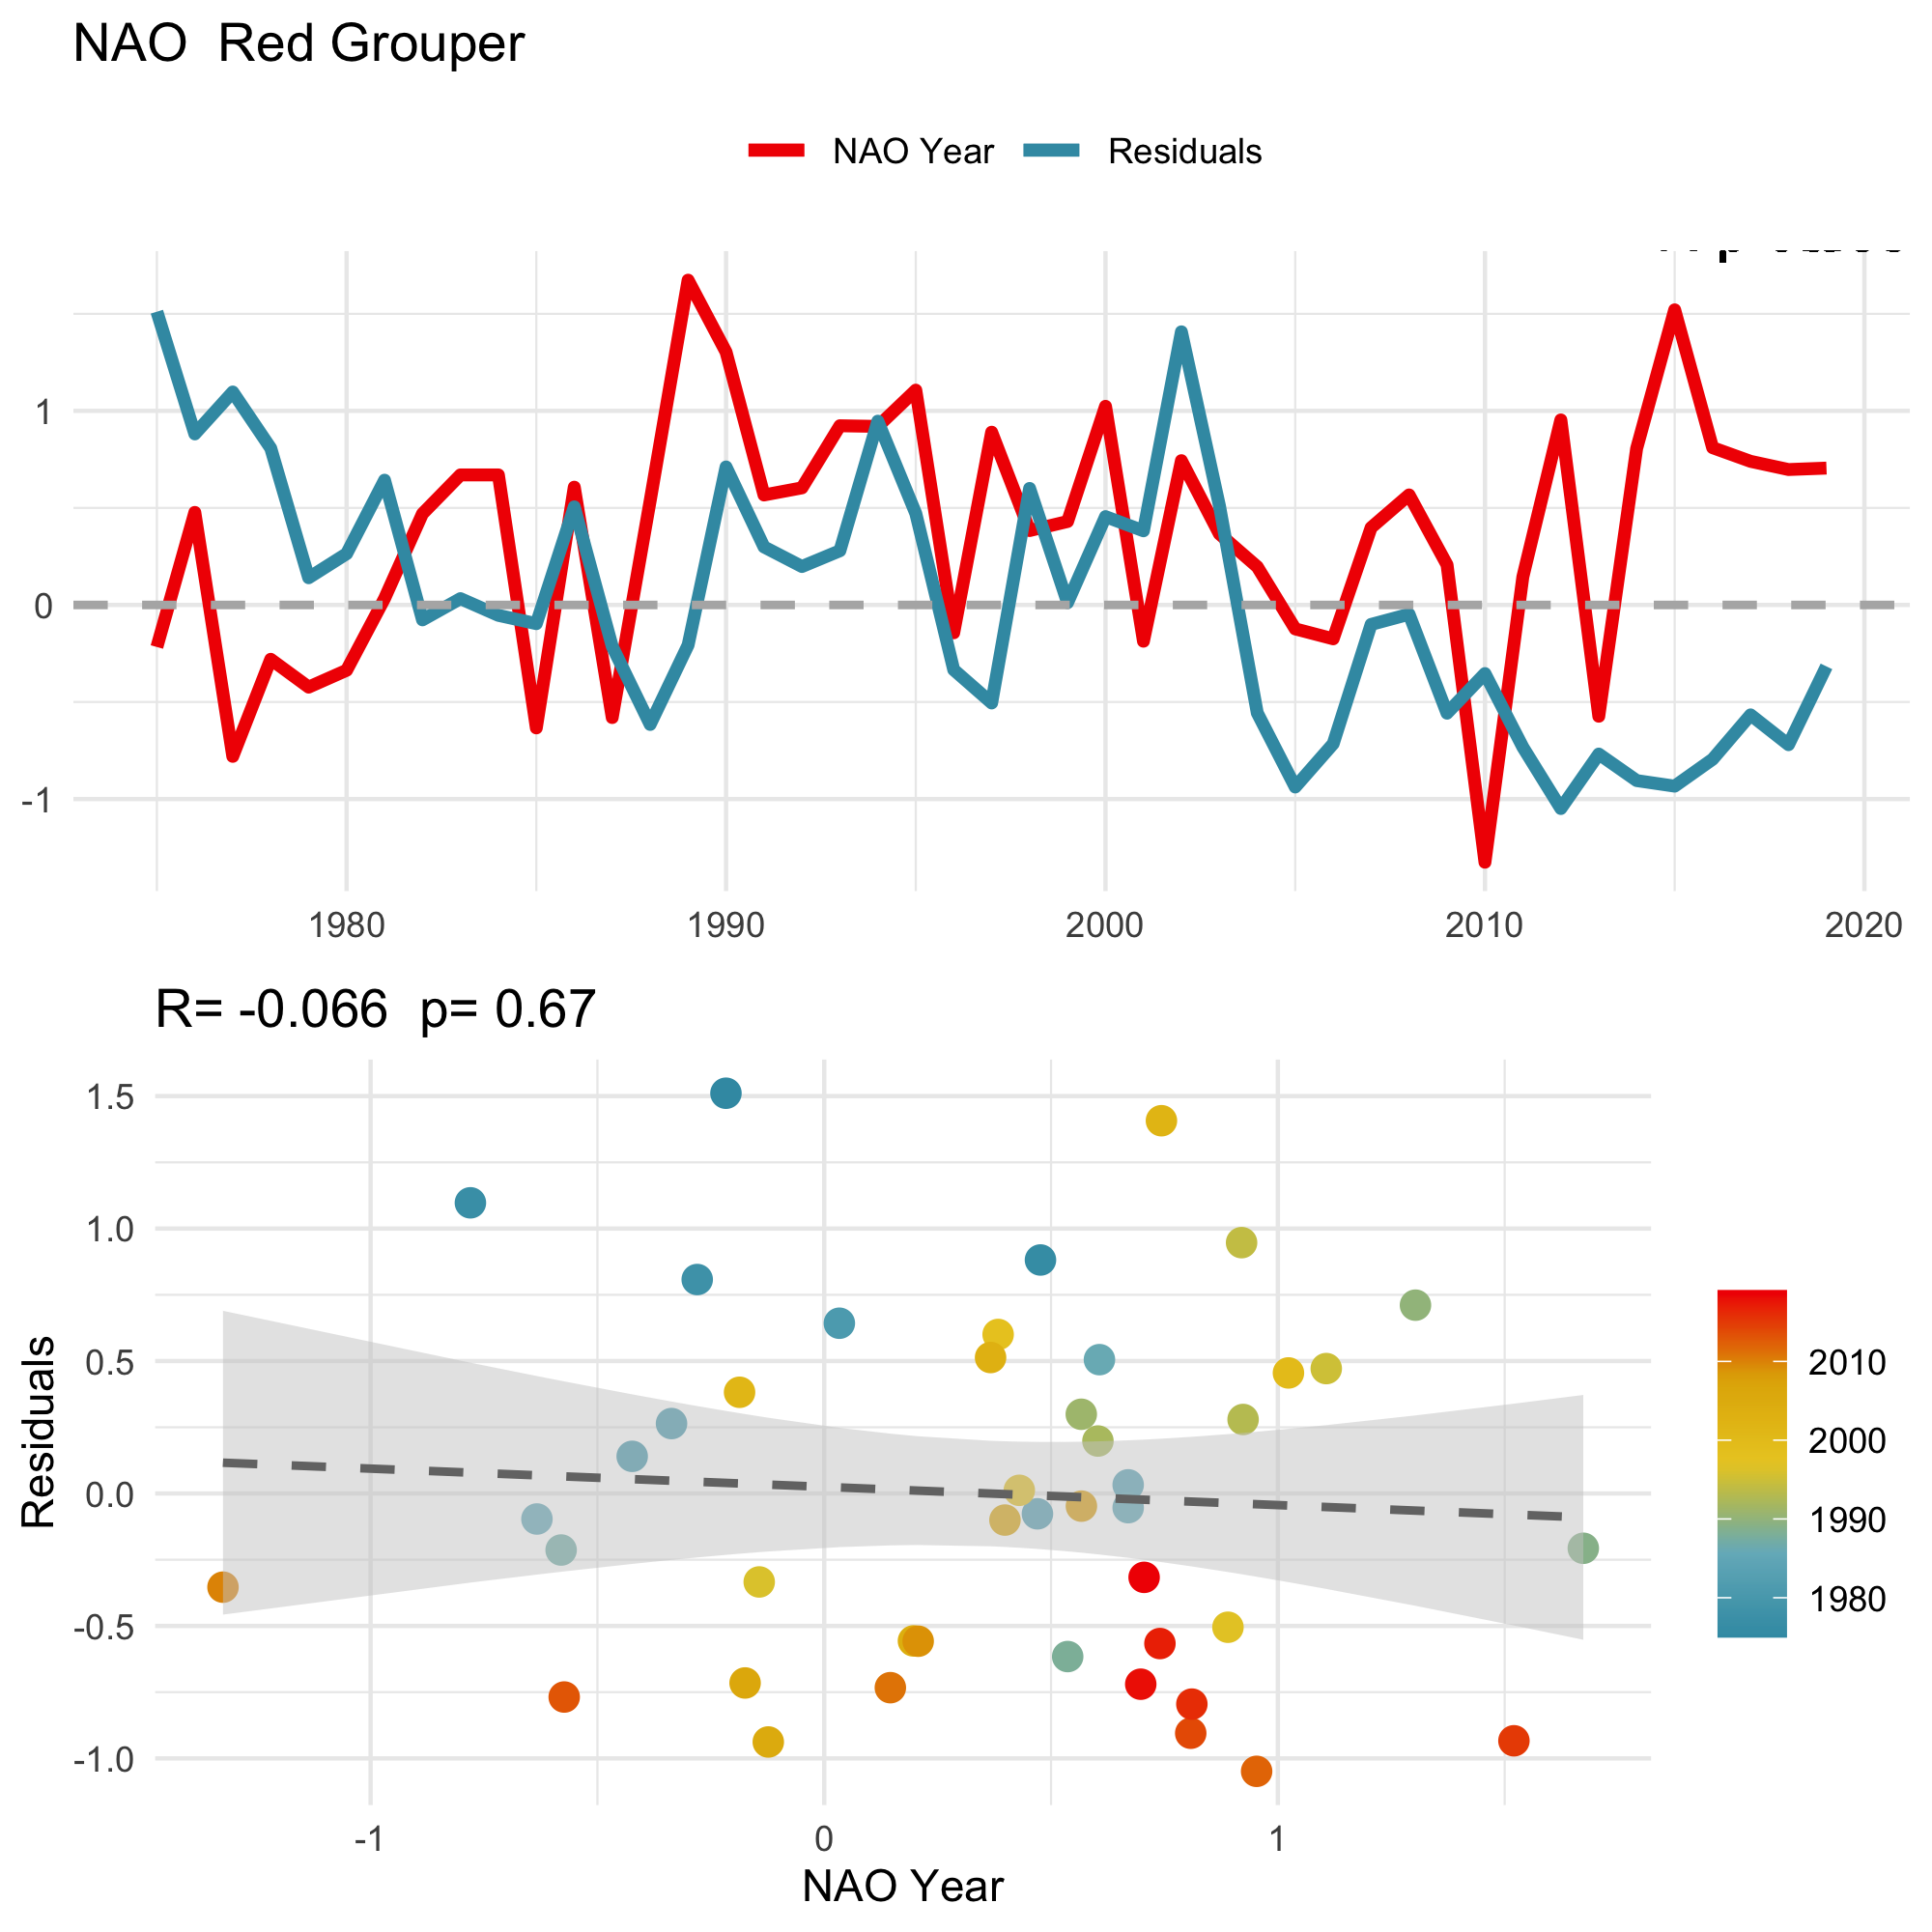 NAO  Red Grouper
NAO Year Residuals
1
0
-1
1980 1990 2000 2010 2020
R= -0.066  p= 0.67
1.5
1.0
0.5
0.0
-0.5
-1.0
Residuals
-1 0 1
NAO Year
2010
2000
1990
1980